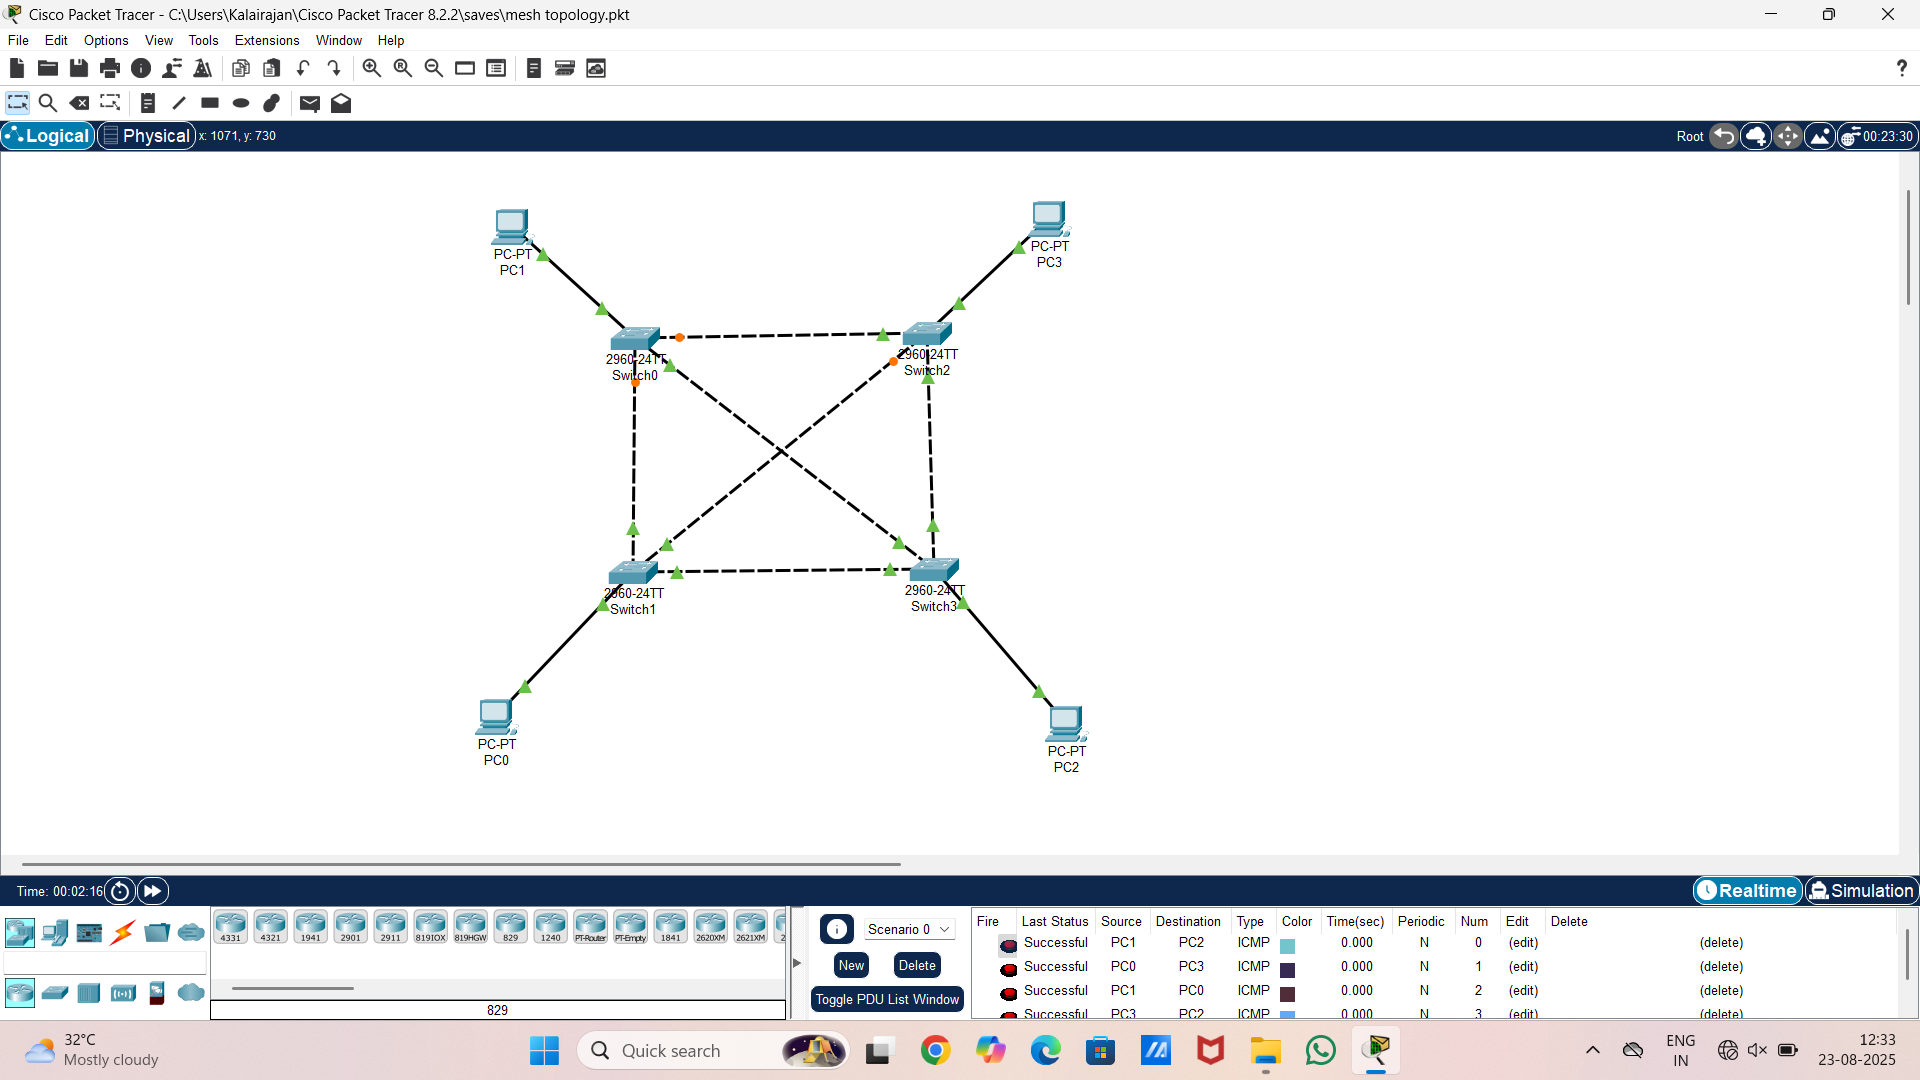 Cisco Packet Tracer - C:\Users\Kalairajan\Cisco Packet Tracer 8.2.2\saves\mesh topology.pkt
File Edit Options View Tools Extensions Window Help
?
Logical Physical x: 1071, y: 730 Root 00:23:30
PC-PT
PC1
PC-PT
PC3
2960-24TT
Switch0
2960-24TT
Switch2
2960-24TT
Switch1
2960-24TT
Switch3
PC-PT
PC0
PC-PT
PC2
Time: 00:02:16 Realtime Simulation
4331 4321 1941 2901 2911 819IOX 819HGW 829 1240 PT-Router PT-Empty 1841 2620XM 2621XM 2
829
Scenario 0
New Delete
Toggle PDU List Window
Fire Last Status Source Destination Type Color Time(sec) Periodic Num Edit Delete
Successful PC1 PC2 ICMP 0.000 N 0 (edit) (delete)
Successful PC0 PC3 ICMP 0.000 N 1 (edit) (delete)
Successful PC1 PC0 ICMP 0.000 N 2 (edit) (delete)
Successful PC3 PC2 ICMP 0.000 N 3 (edit) (delete)
32°C
Mostly cloudy
Quick search
ENG
IN
12:33
23-08-2025